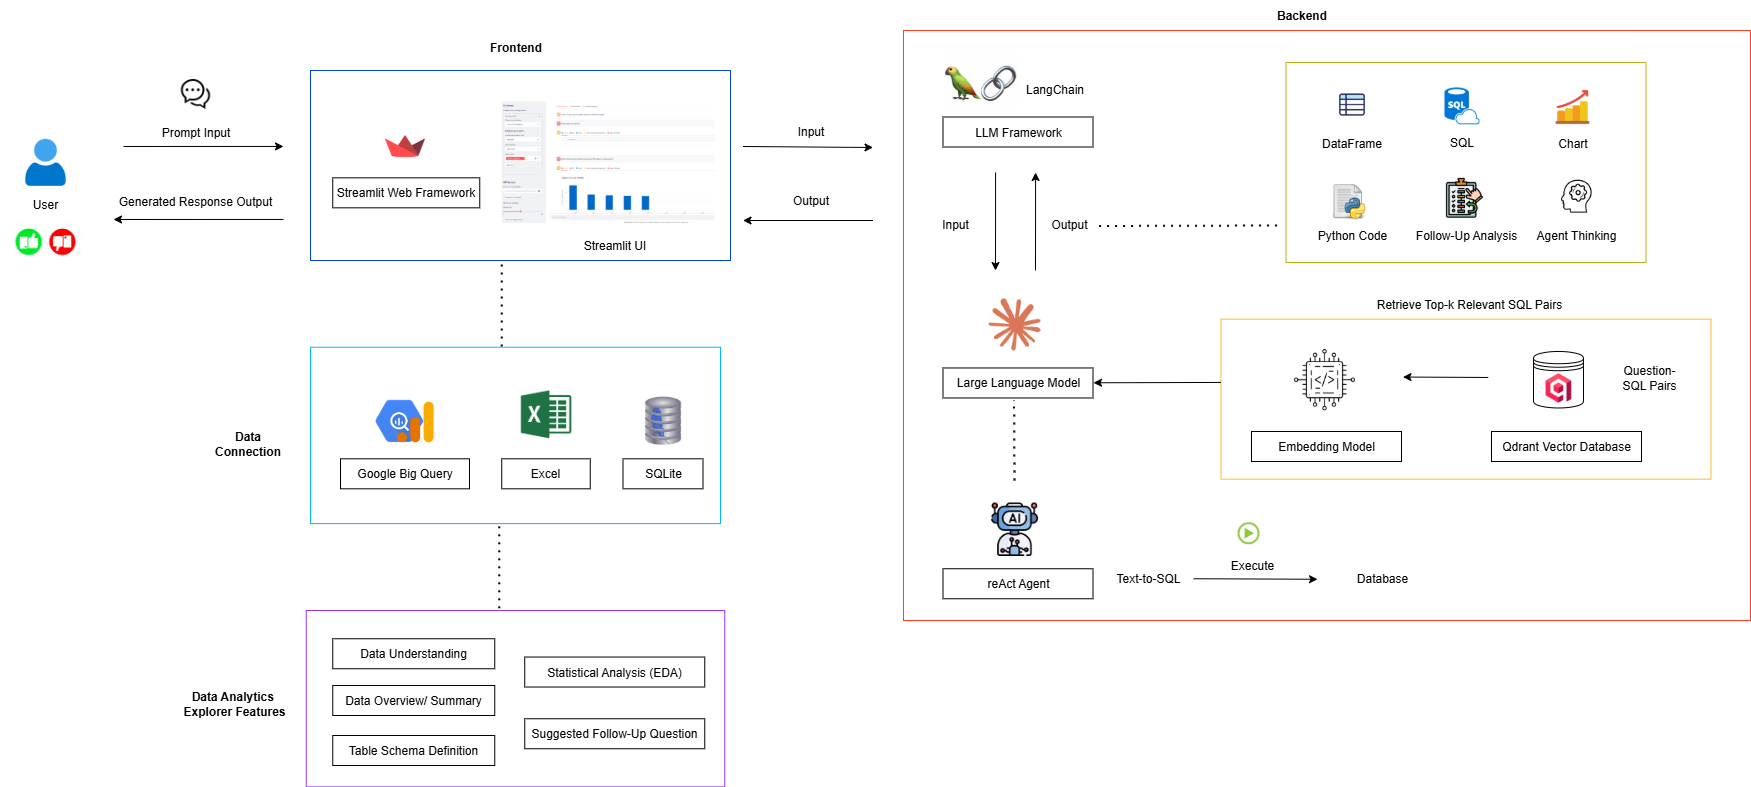 Backend
Frontend
Prompt Input
User
Generated Response Output
Streamlit Web Framework
Streamlit UI
Input
Output
LangChain
LLM Framework
Input
Output
DataFrame
SQL
SQL
Chart
Python Code
Follow-Up Analysis
Agent Thinking
Retrieve Top-k Relevant SQL Pairs
Large Language Model
</>
Embedding Model
Question-
SQL Pairs
Qdrant Vector Database
AI
reAct Agent
Text-to-SQL
Execute
Database
Data
Connection
X
Google Big Query
Excel
SQLite
Data Analytics
Explorer Features
Data Understanding
Data Overview/ Summary
Table Schema Definition
Statistical Analysis (EDA)
Suggested Follow-Up Question